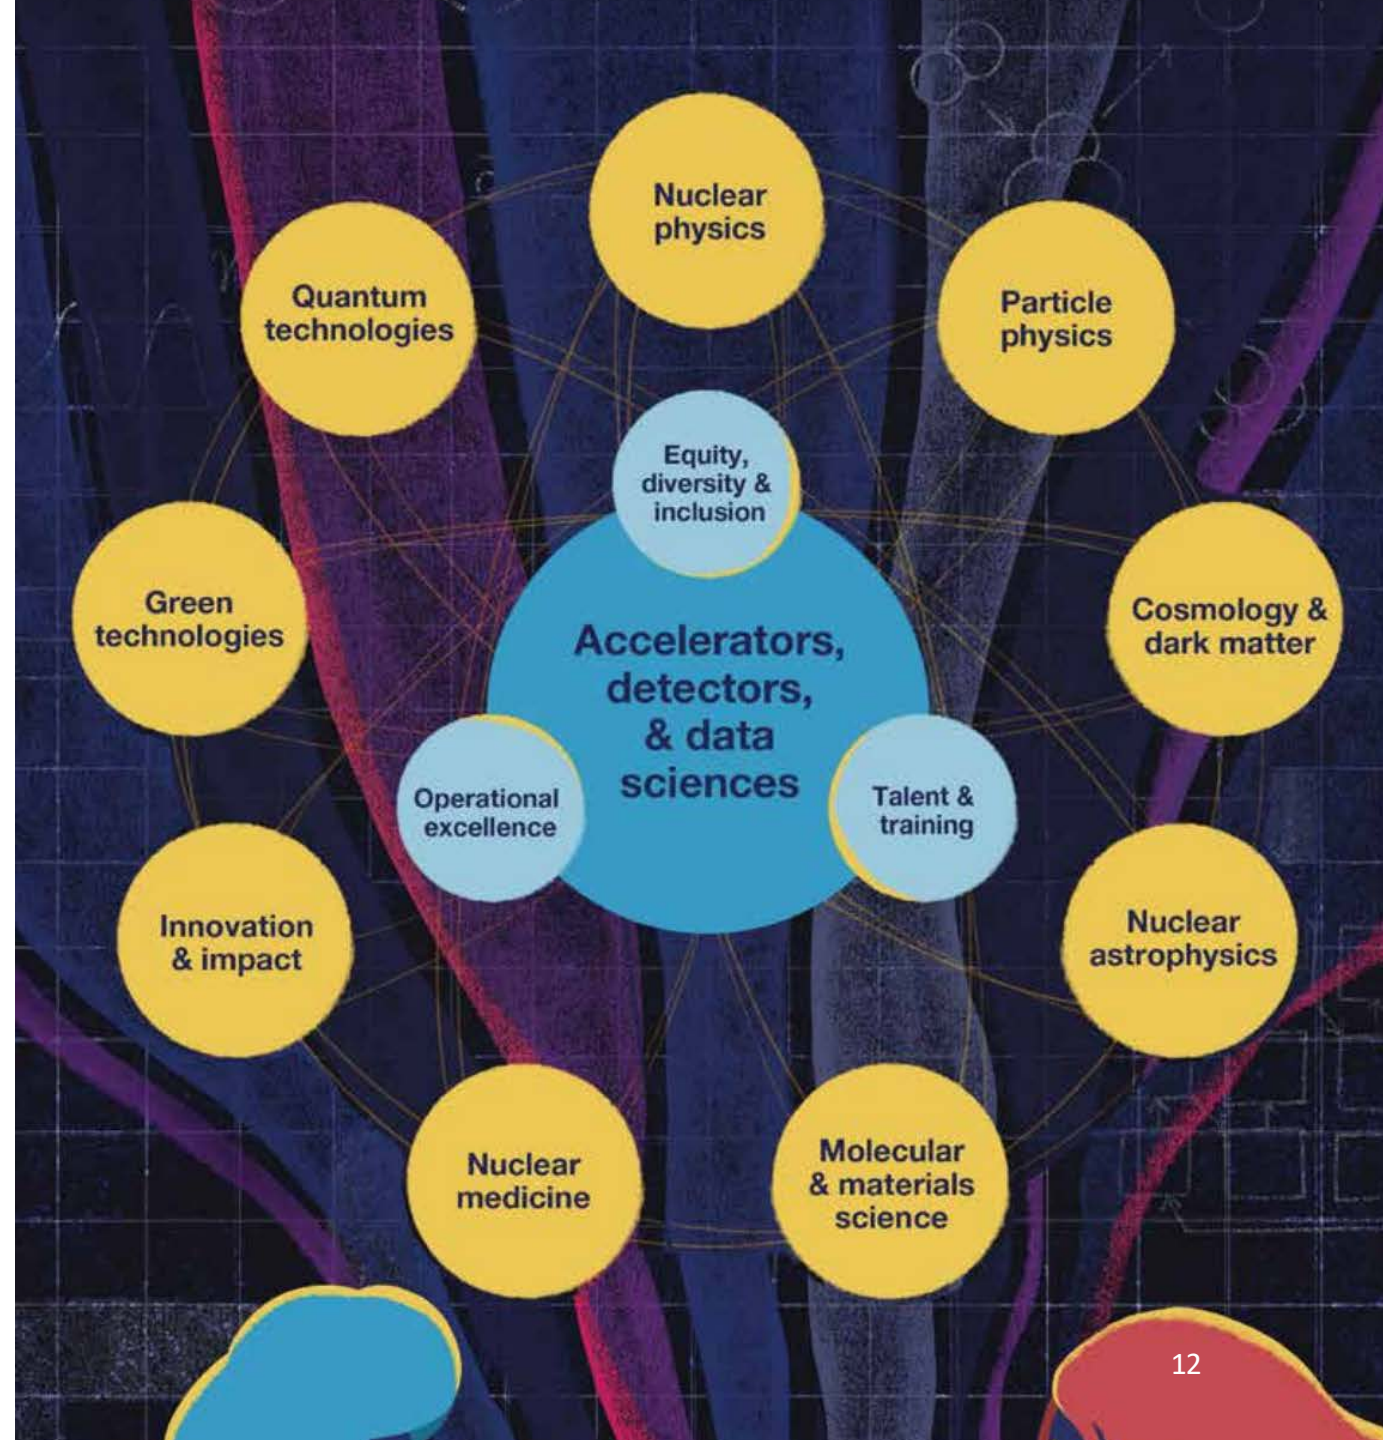 Nuclear
physics
Quantum
technologies
Particle
physics
Equity,
diversity &
inclusion
Green
technologies
Cosmology &
dark matter
Accelerators,
detectors,
& data
sciences
Operational
excellence
Talent &
training
Innovation
& impact
Nuclear
astrophysics
Nuclear
medicine
Molecular
& materials
science
12